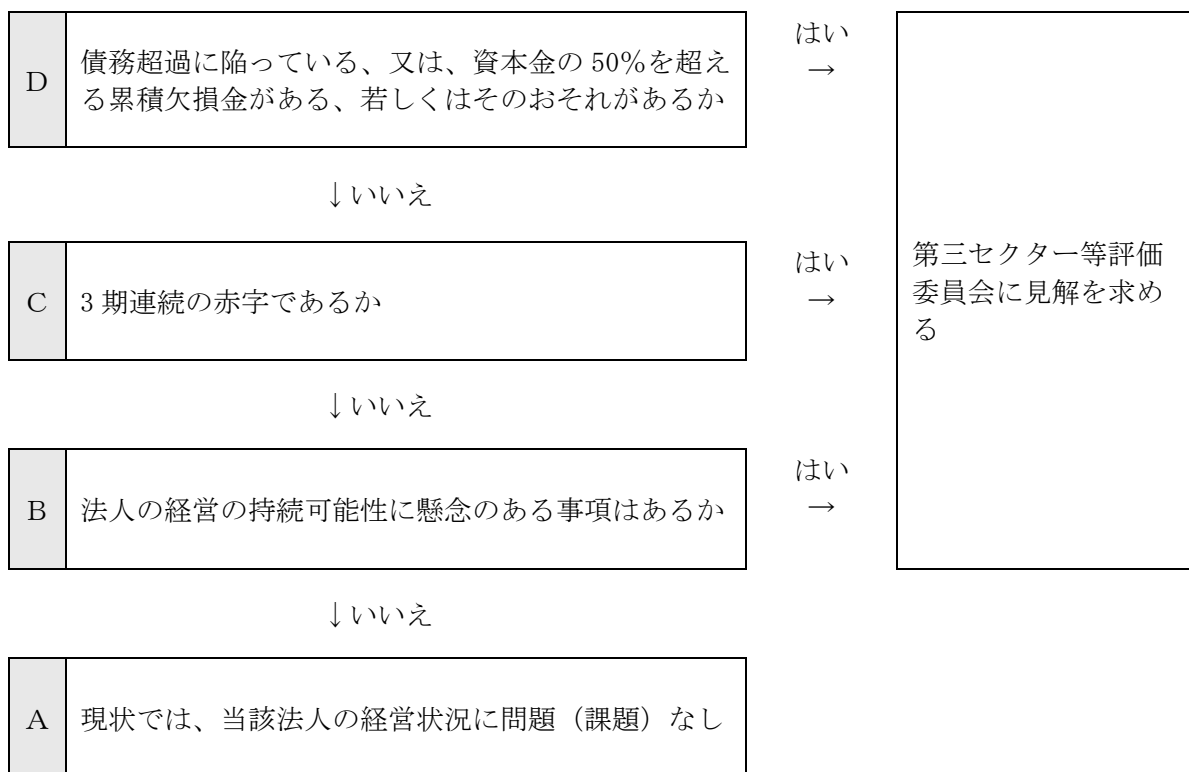 D
債務超過に陥っている、又は、資本金の 50%を超え
る累積欠損金がある、若しくはそのおそれがあるか
はい
→
↓いいえ
C
3 期連続の赤字であるか
はい
→
第三セクター等評価
委員会に見解を求め
る
↓いいえ
B
法人の経営の持続可能性に懸念のある事項はあるか
はい
→
↓いいえ
A
現状では、当該法人の経営状況に問題（課題）なし